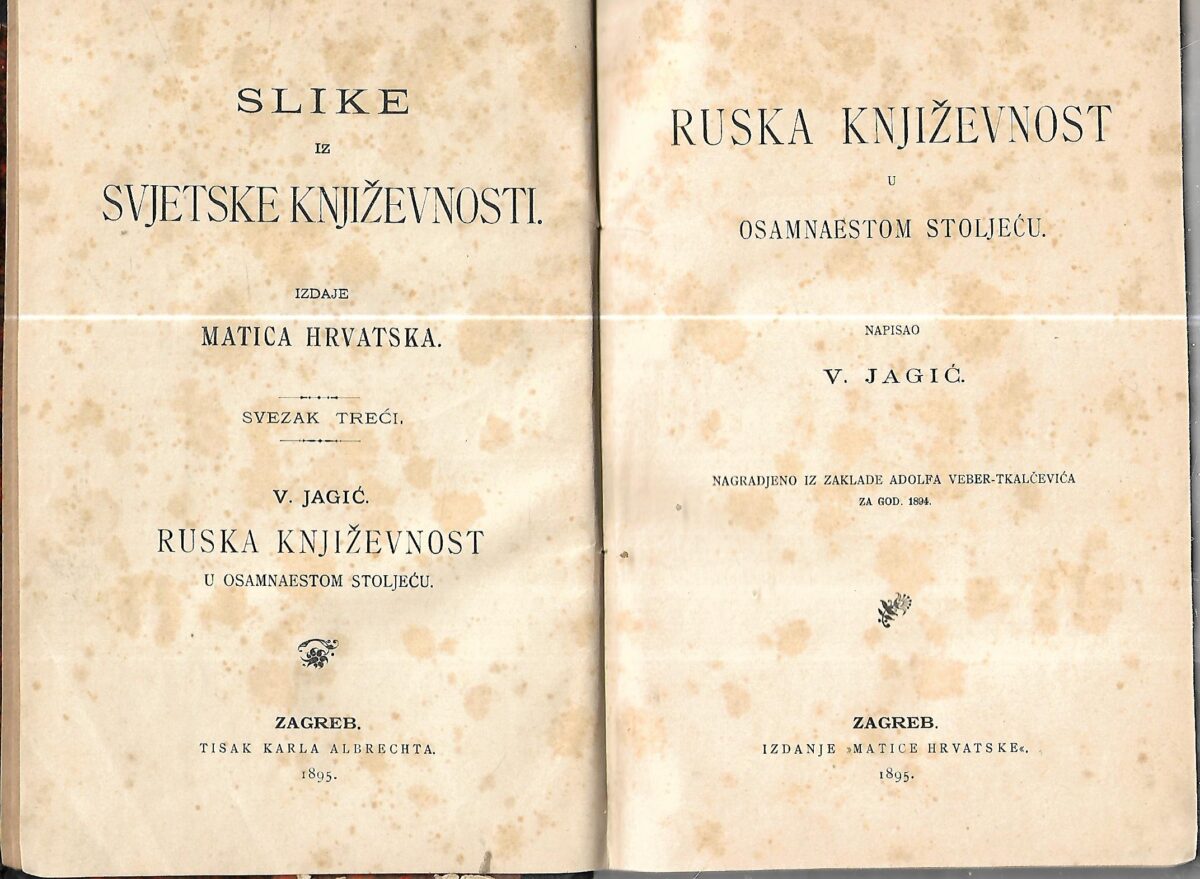 SLIKE
IZ
SVJETSKE KNJIŽEVNOSTI.
IZDAJE
MATICA HRVATSKA.
SVEZAK TREĆI.
V. JAGIĆ.
RUSKA KNJIŽEVNOST
U OSAMNAESTOM STOLJEĆU.
ZAGREB.
TISAK KARLA ALBRECHTA.
1895.
RUSKA KNJIŽEVNOST
U
OSAMNAESTOM STOLJEĆU.
NAPISAO
V. JAGIĆ.
NAGRADJENO IZ ZAKLADE ADOLFA VEBER-TKALČEVIĆA
ZA GOD. 1894.
ZAGREB.
IZDANJE »MATICE HRVATSKE«.
1895.